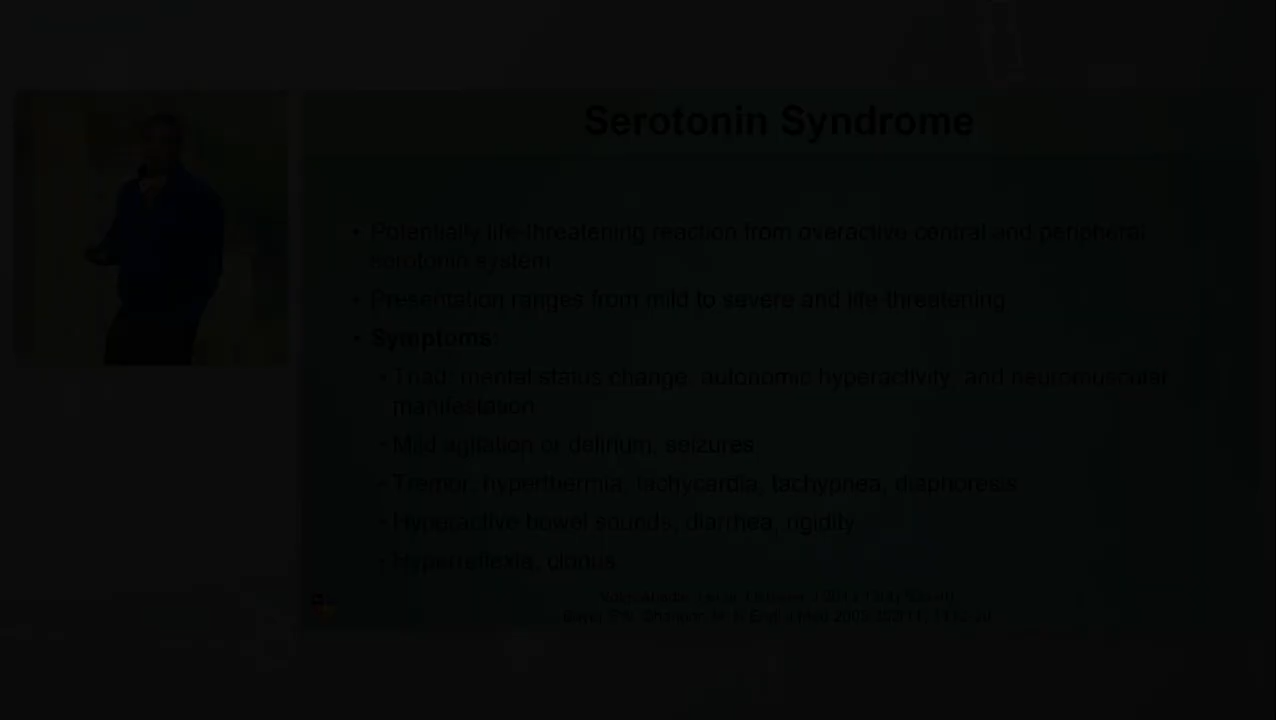 Serotonin Syndrome
• Potentially life-threatening reaction from overactive central and peripheral
serotonin system
• Presentation ranges from mild to severe and life-threatening
• Symptoms:
- Triad: mental status change, autonomic hyperactivity, and neuromuscular
manifestation
- Mild agitation or delirium, seizures
- Tremor, hyperthermia, tachycardia, tachypnea, diaphoresis
- Hyperactive bowel sounds, diarrhea, rigidity
- Hyperreflexia, clonus